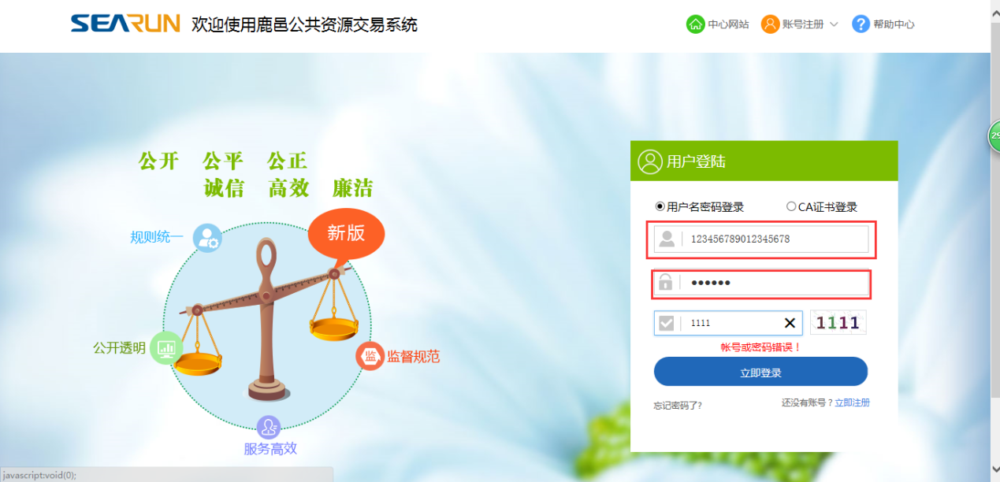 SEARUN 欢迎使用鹿邑公共资源交易系统
中心网站 账号注册 帮助中心
公开 公平 公正
诚信 高效 廉洁
规则统一
新版
公开透明
监 监督规范
服务高效
用户登陆
用户名密码登录 CA证书登录
123456789012345678
••••••
1111 1111
帐号或密码错误！
立即登录
忘记密码了? 还没有账号？立即注册
29
javascript:void(0);